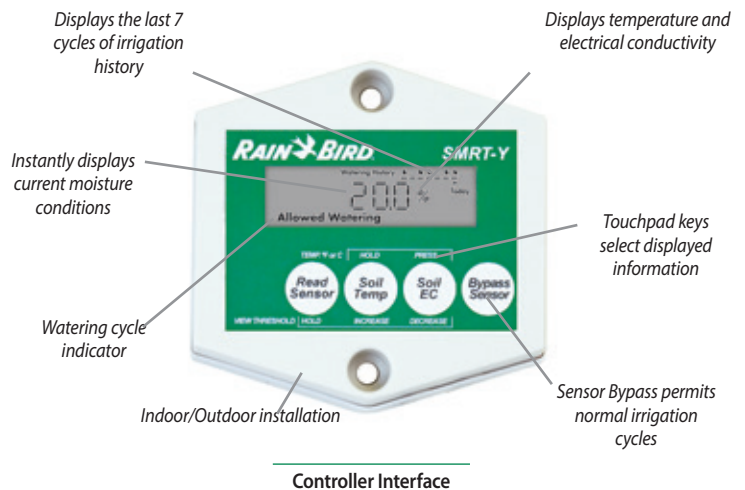 Displays the last 7
cycles of irrigation
history
Displays temperature and
electrical conductivity
RAIN BIRD
SMRT-Y
Instantly displays
current moisture
conditions
Watering History
20.0 %
Today
Allowed Watering
Touchpad keys
select displayed
information
TEMP °F or C
HOLD
PRESS
Read
Sensor
Soil
Temp
Soil
EC
Bypass
Sensor
VIEW THRESHOLD
HOLD
INCREASE
DECREASE
Watering cycle
indicator
Indoor/Outdoor installation
Sensor Bypass permits
normal irrigation
cycles
Controller Interface